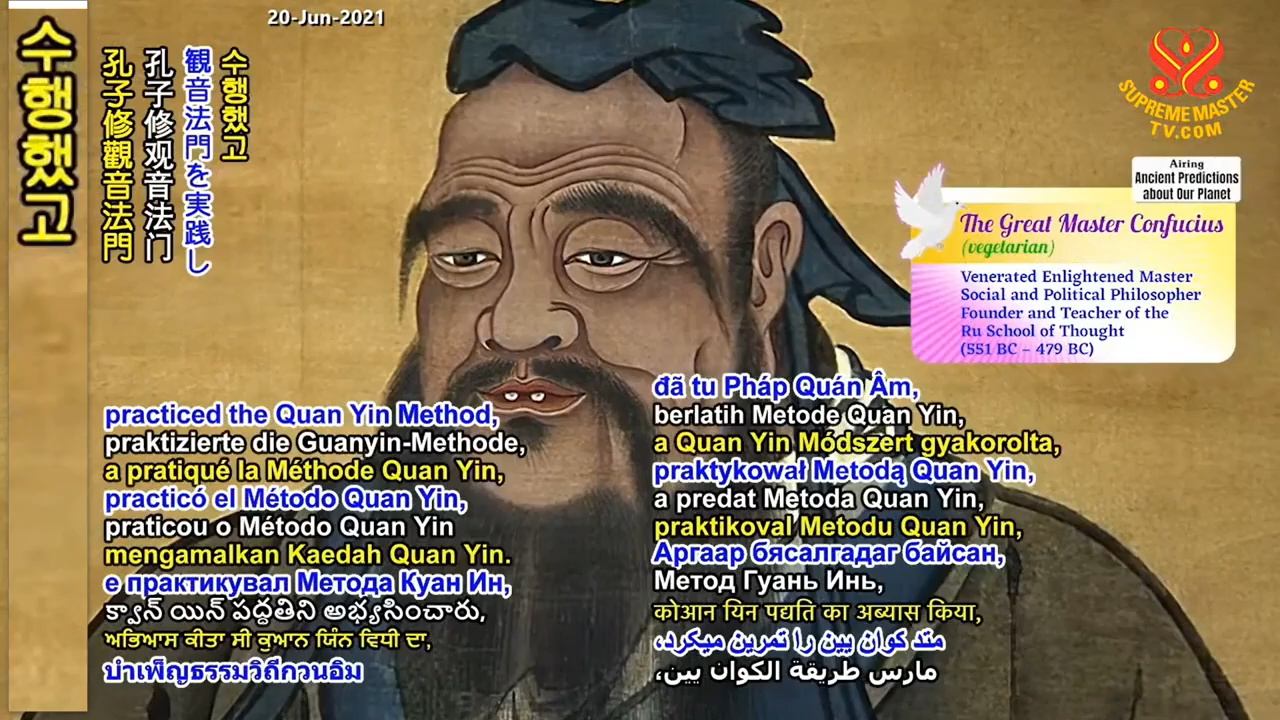 20-Jun-2021
수행했고
수행했고
観音法門を実践し
孔子修观音法门
孔子修觀音法門
SUPREME MASTER
TV.COM
Airing
Ancient Predictions
about Our Planet
The Great Master Confucius
(vegetarian)
Venerated Enlightened Master
Social and Political Philosopher
Founder and Teacher of the
Ru School of Thought
(551 BC – 479 BC)
practiced the Quan Yin Method,
praktizierte die Guanyin-Methode,
a pratiqué la Méthode Quan Yin,
practicó el Método Quan Yin,
praticou o Método Quan Yin
mengamalkan Kaedah Quan Yin.
е практикувал Метода Куан Ин,
క్వాన్ యిన్ పద్ధతిని అభ్యసించారు,
ਅਭਿਆਸ ਕੀਤਾ ਸੀ ਕੁਆਨ ਯਿੰਨ ਵਿਧੀ ਦਾ,
บำเพ็ญธรรมวิถีกวนอิม
đã tu Pháp Quán Âm,
berlatih Metode Quan Yin,
a Quan Yin Módszert gyakorolta,
praktykował Metodą Quan Yin,
a predat Metoda Quan Yin,
praktikoval Metodu Quan Yin,
Аргаар бясалгадаг байсан,
Метод Гуань Инь,
कोआन यिन पद्यति का अब्यास किया,
متد کوان یین را تمرین میکرد،
مارس طريقة الكوان يين،